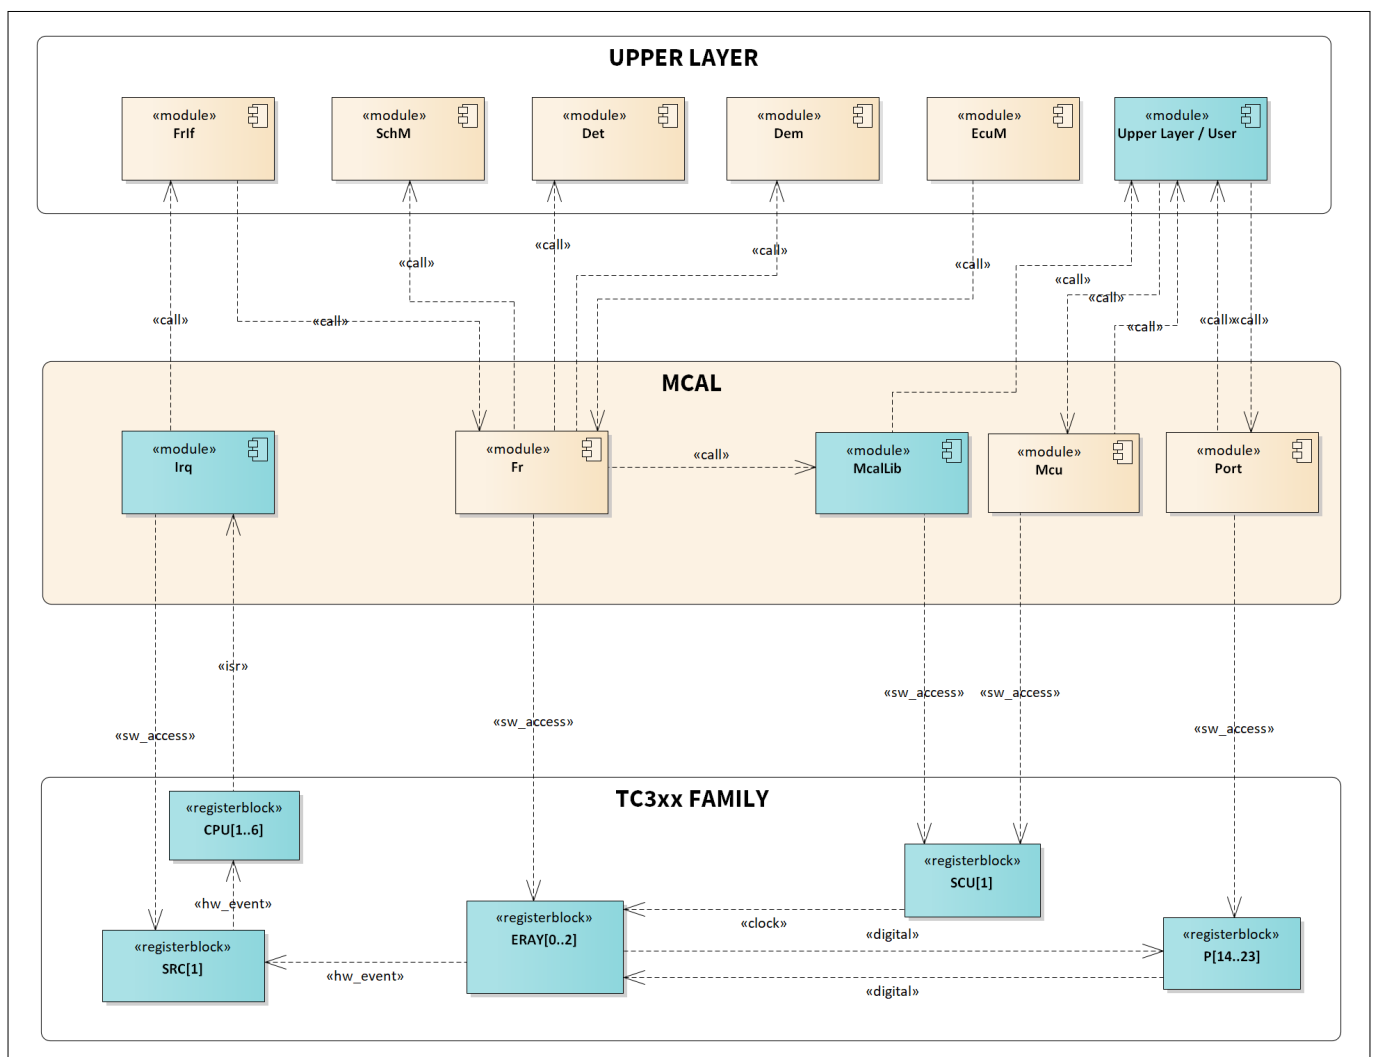 UPPER LAYER
«module»
FrIf
«module»
SchM
«module»
Det
«module»
Dem
«module»
EcuM
«module»
Upper Layer / User
«call»
«call»
«call»
«call»
«call»
«call»
«call»
«call»
«call»
«call»
«call»
MCAL
«module»
Irq
«module»
Fr
«call»
«module»
McalLib
«module»
Mcu
«module»
Port
«isr»
«sw_access»
«sw_access»
«sw_access»
«sw_access»
«sw_access»
TC3xx FAMILY
«registerblock»
CPU[1..6]
«hw_event»
«registerblock»
SRC[1]
«hw_event»
«registerblock»
ERAY[0..2]
«registerblock»
SCU[1]
«clock»
«digital»
«digital»
«registerblock»
P[14..23]